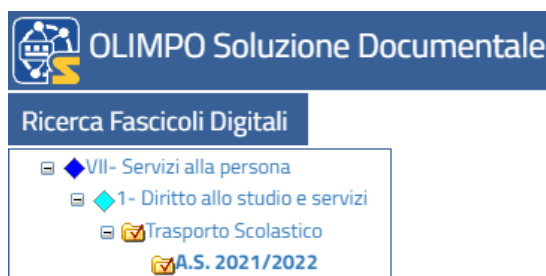 OLIMPO Soluzione Documentale
Ricerca Fascicoli Digitali
VII- Servizi alla persona
1- Diritto allo studio e servizi
Trasporto Scolastico
A.S. 2021/2022